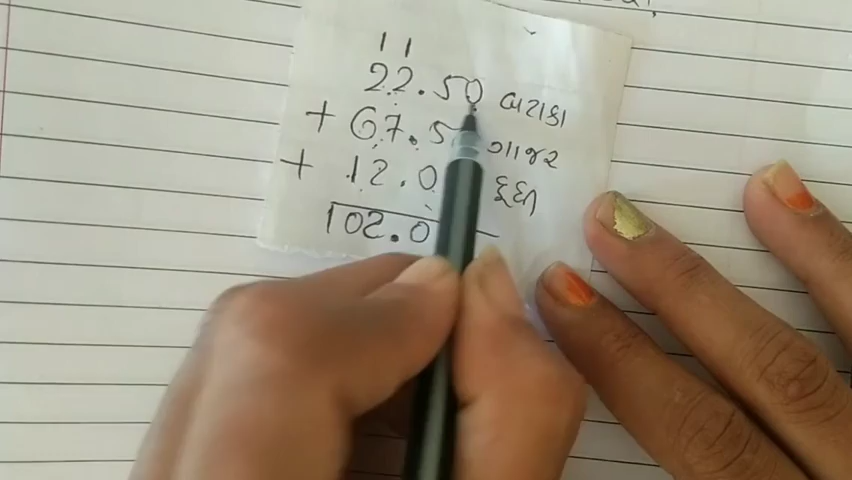 1 1
22.50 બટાકા
+ 67.5 ગાજર
+ 12.0 દૂધી
102.0